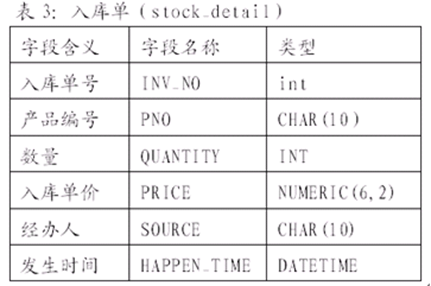 表 3: 入库单 (stock_detail)
字段含义 字段名称 类型
入库单号 INV_NO int
产品编号 PNO CHAR(10)
数量 QUANTITY INT
入库单价 PRICE NUMERIC(6,2)
经办人 SOURCE CHAR(10)
发生时间 HAPPEN_TIME DATETIME